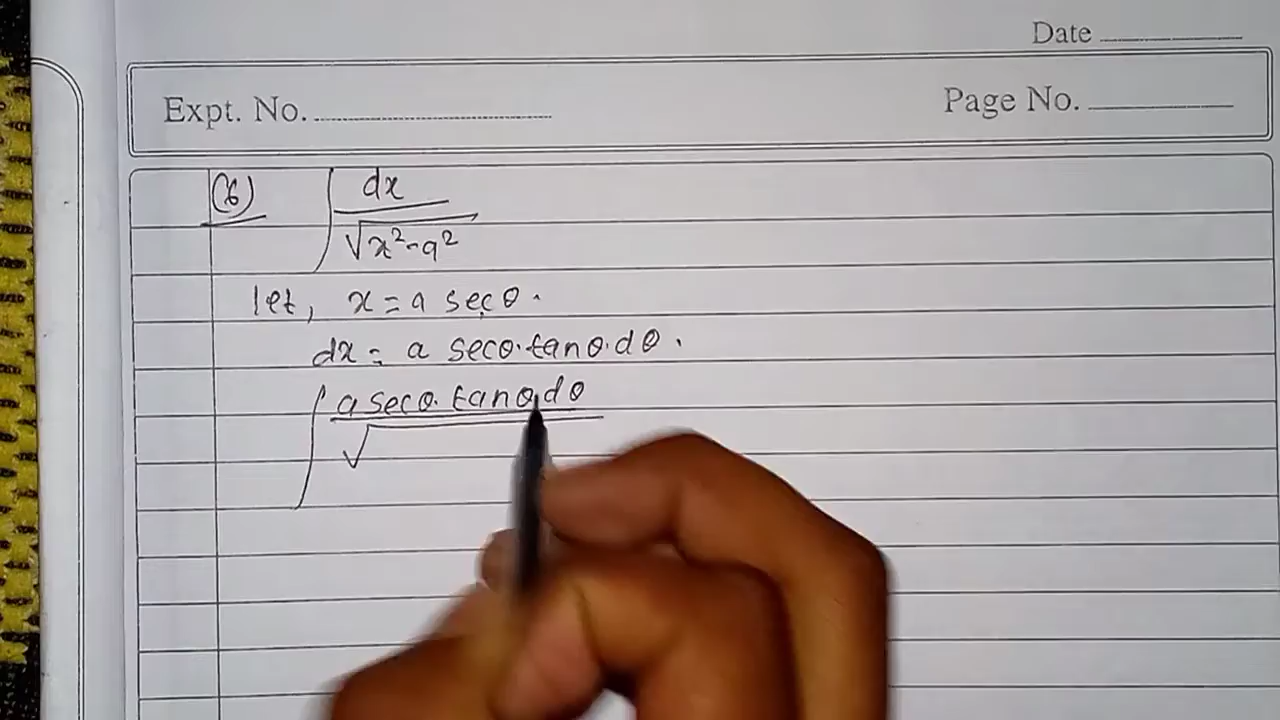 Date
Expt. No.
Page No.
(6) ∫ dx
√x²-a²
let, x = a secθ.
dx = a secθ.tanθ.dθ.
∫ a secθ. tanθ dθ
√